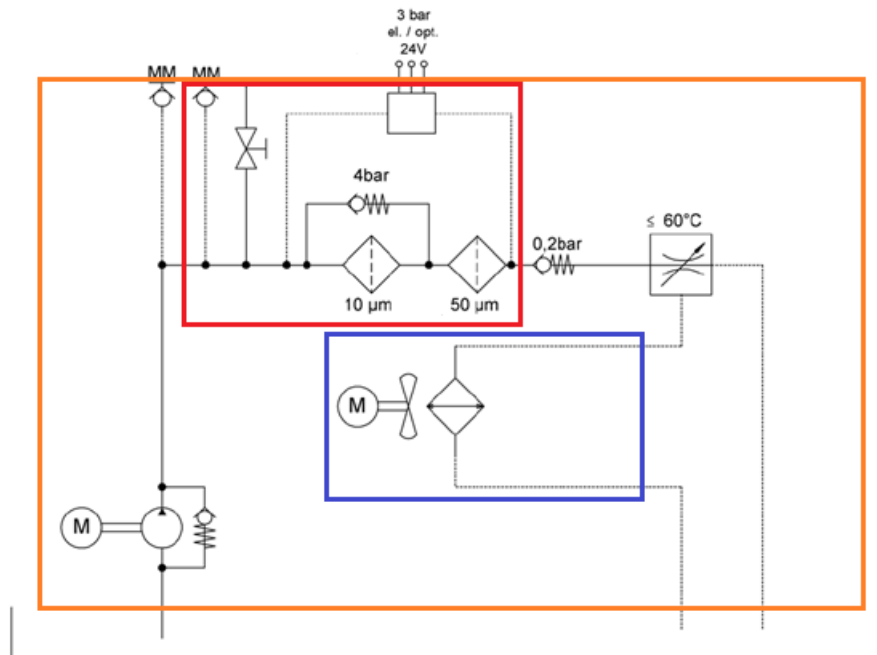 3 bar
el. / opt.
24V
MM MM
4bar
≤ 60°C
0,2bar
10 µm
50 µm
M
M